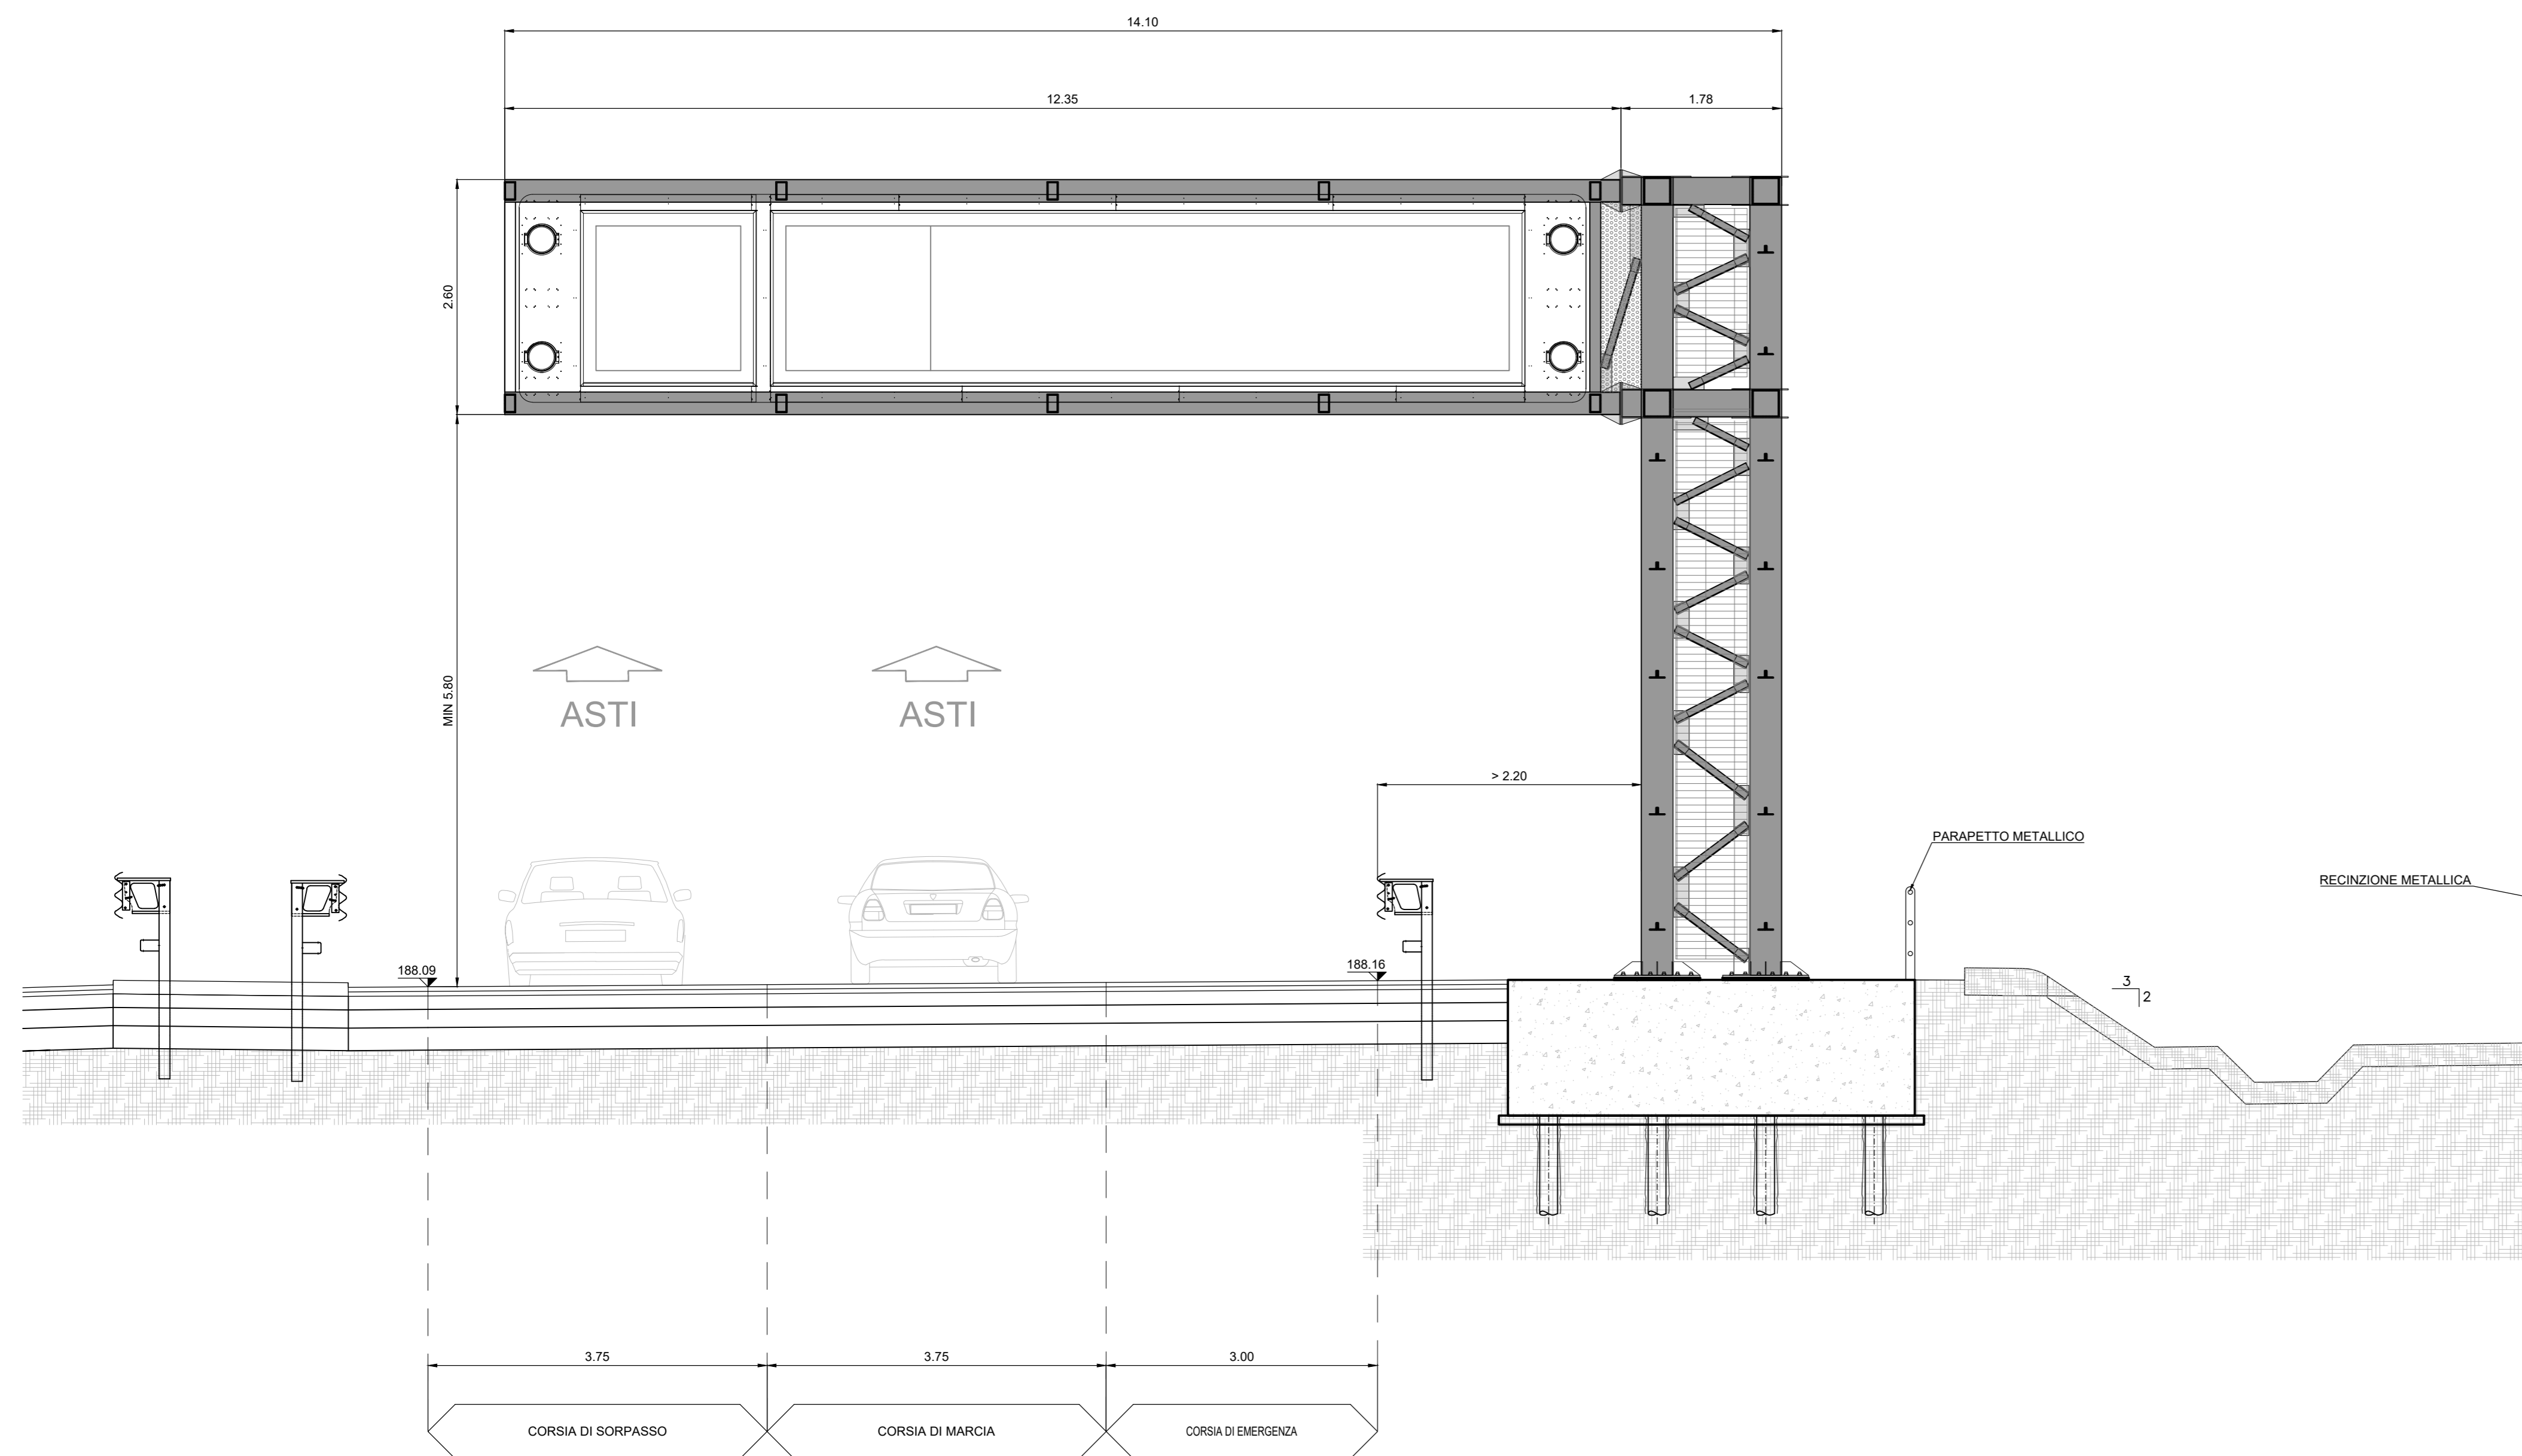 14.10
12.35
1.78
2.60
MIN 5.80
ASTI
ASTI
> 2.20
PARAPETTO METALLICO
RECINZIONE METALLICA
188.09
188.16
3
2
3.75
3.75
3.00
CORSIA DI SORPASSO
CORSIA DI MARCIA
CORSIA DI EMERGENZA